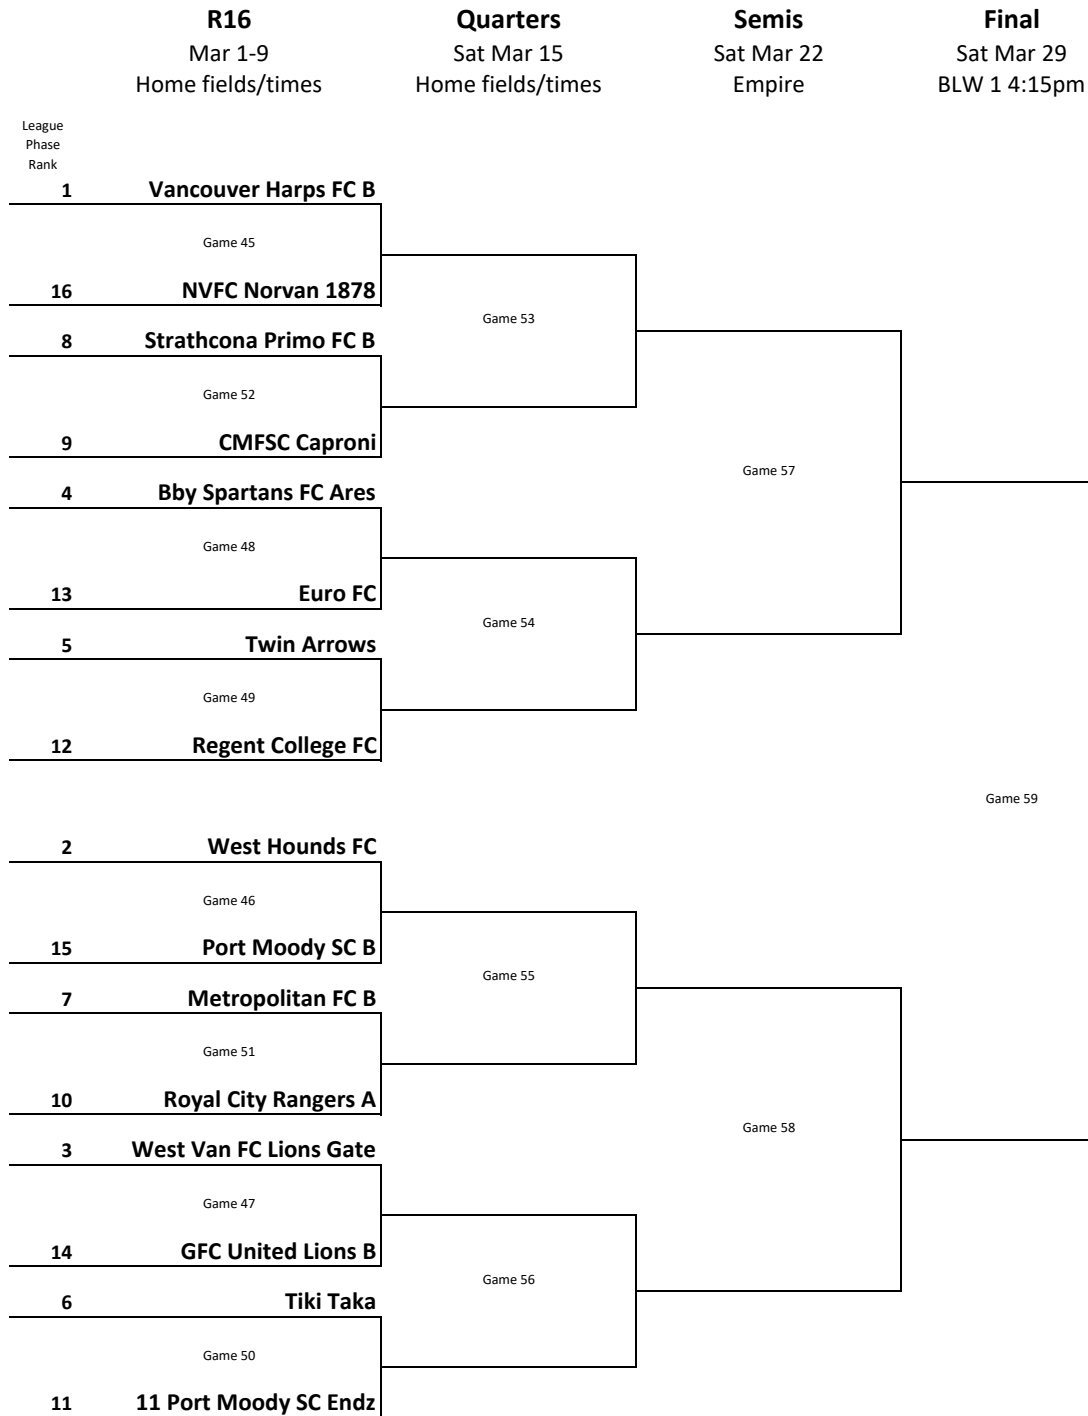 R16 Quarters Semis Final
Mar 1-9 Sat Mar 15 Sat Mar 22 Sat Mar 29
Home fields/times Home fields/times Empire BLW 1 4:15pm
League
Phase
Rank
1 Vancouver Harps FC B
Game 45
16 NVFC Norvan 1878
Game 53
8 Strathcona Primo FC B
Game 52
9 CMFSC Caproni
Game 57
4 Bby Spartans FC Ares
Game 48
13 Euro FC
Game 54
5 Twin Arrows
Game 49
12 Regent College FC
Game 59
2 West Hounds FC
Game 46
15 Port Moody SC B
Game 55
7 Metropolitan FC B
Game 51
10 Royal City Rangers A
Game 58
3 West Van FC Lions Gate
Game 47
14 GFC United Lions B
Game 56
6 Tiki Taka
Game 50
11 11 Port Moody SC Endz